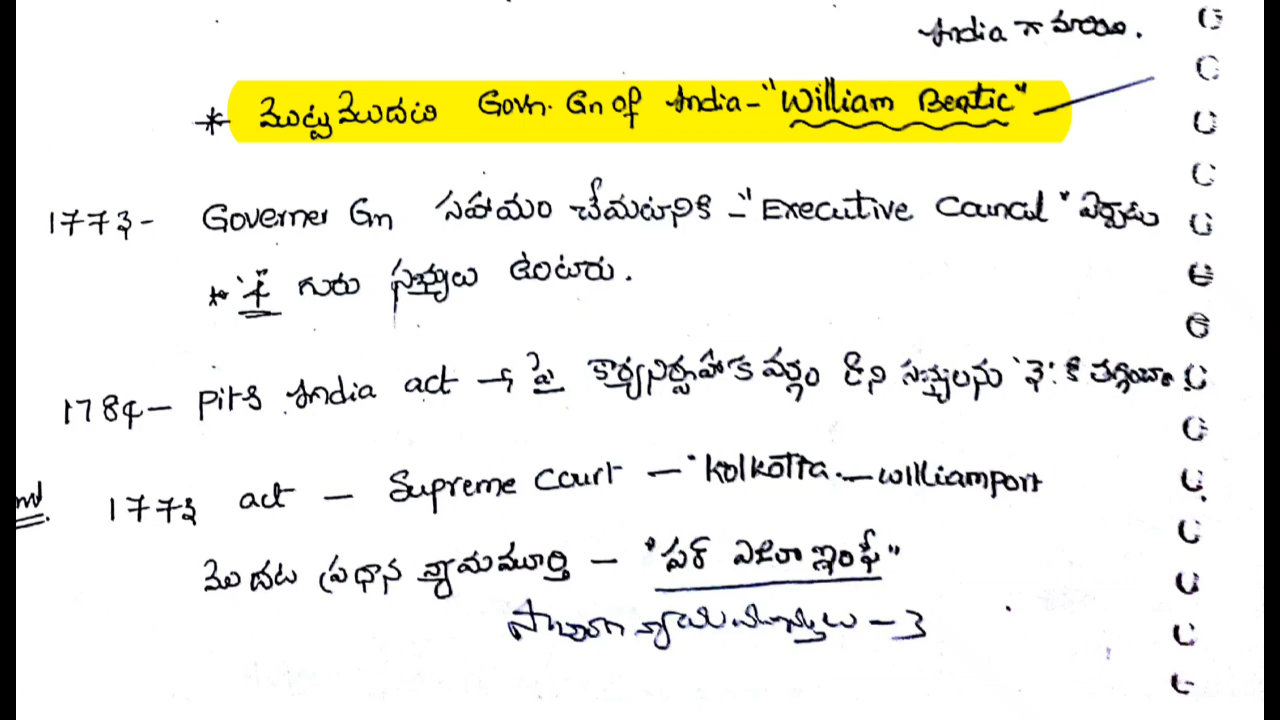 India గా మారింది.
* మొట్టమొదటి Govn. Gn of India - "William Bentic"
1773 - Governer Gn సహాయం చేయటానికి - "Executive Council" ఏర్పాటు
* '4' గురు సభ్యులు ఉంటారు.
1784 - Pits India act → పై కార్యనిర్వాహక వర్గం లోని సభ్యులను '3' కి తగ్గించా
1773 act - Supreme Court - "Kolkotta - williamport
మొదట ప్రధాన న్యాయమూర్తి - "సర్ ఎలిజా ఇంఫే"
సాధారణ న్యాయమూర్తులు - 3